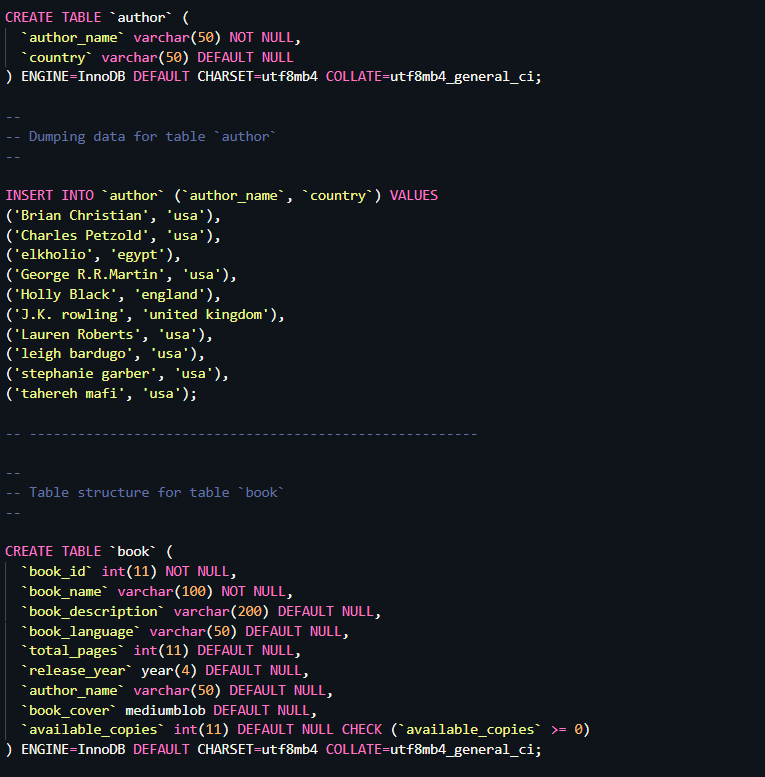 CREATE TABLE `author` (
  `author_name` varchar(50) NOT NULL,
  `country` varchar(50) DEFAULT NULL
) ENGINE=InnoDB DEFAULT CHARSET=utf8mb4 COLLATE=utf8mb4_general_ci;
--
-- Dumping data for table `author`
--
INSERT INTO `author` (`author_name`, `country`) VALUES
('Brian Christian', 'usa'),
('Charles Petzold', 'usa'),
('elkholio', 'egypt'),
('George R.R.Martin', 'usa'),
('Holly Black', 'england'),
('J.K. rowling', 'united kingdom'),
('Lauren Roberts', 'usa'),
('leigh bardugo', 'usa'),
('stephanie garber', 'usa'),
('tahereh mafi', 'usa');
-- --------------------------------------------------------
--
-- Table structure for table `book`
--
CREATE TABLE `book` (
  `book_id` int(11) NOT NULL,
  `book_name` varchar(100) NOT NULL,
  `book_description` varchar(200) DEFAULT NULL,
  `book_language` varchar(50) DEFAULT NULL,
  `total_pages` int(11) DEFAULT NULL,
  `release_year` year(4) DEFAULT NULL,
  `author_name` varchar(50) DEFAULT NULL,
  `book_cover` mediumblob DEFAULT NULL,
  `available_copies` int(11) DEFAULT NULL CHECK (`available_copies` >= 0)
) ENGINE=InnoDB DEFAULT CHARSET=utf8mb4 COLLATE=utf8mb4_general_ci;